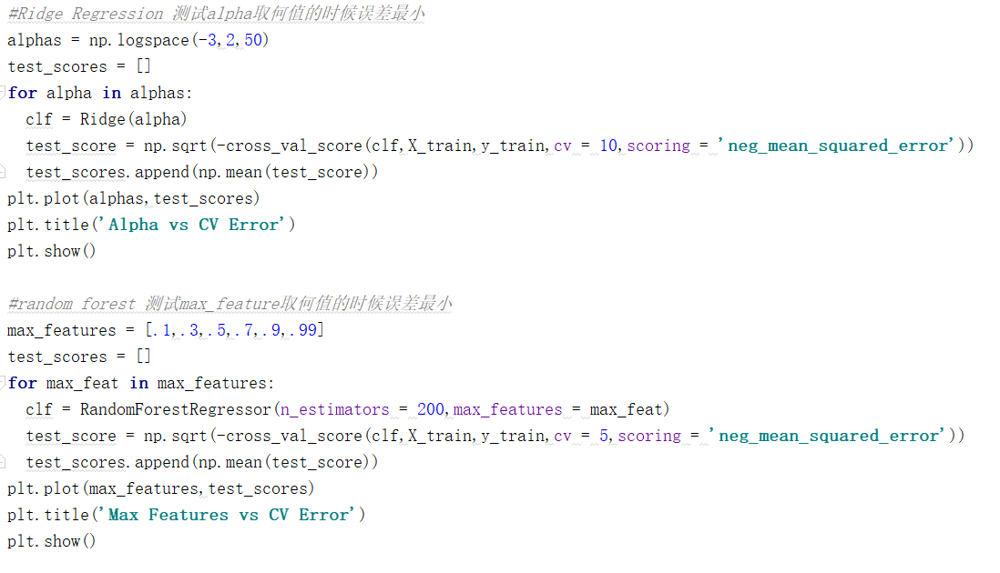 #Ridge Regression 测试alpha取何值的时候误差最小
alphas = np.logspace(-3,2,50)
test_scores = []
for alpha in alphas:
  clf = Ridge(alpha)
  test_score = np.sqrt(-cross_val_score(clf,X_train,y_train,cv = 10,scoring = 'neg_mean_squared_error'))
  test_scores.append(np.mean(test_score))
plt.plot(alphas,test_scores)
plt.title('Alpha vs CV Error')
plt.show()

#random forest 测试max_feature取何值的时候误差最小
max_features = [.1,.3,.5,.7,.9,.99]
test_scores = []
for max_feat in max_features:
  clf = RandomForestRegressor(n_estimators = 200,max_features = max_feat)
  test_score = np.sqrt(-cross_val_score(clf,X_train,y_train,cv = 5,scoring = 'neg_mean_squared_error'))
  test_scores.append(np.mean(test_score))
plt.plot(max_features,test_scores)
plt.title('Max Features vs CV Error')
plt.show()